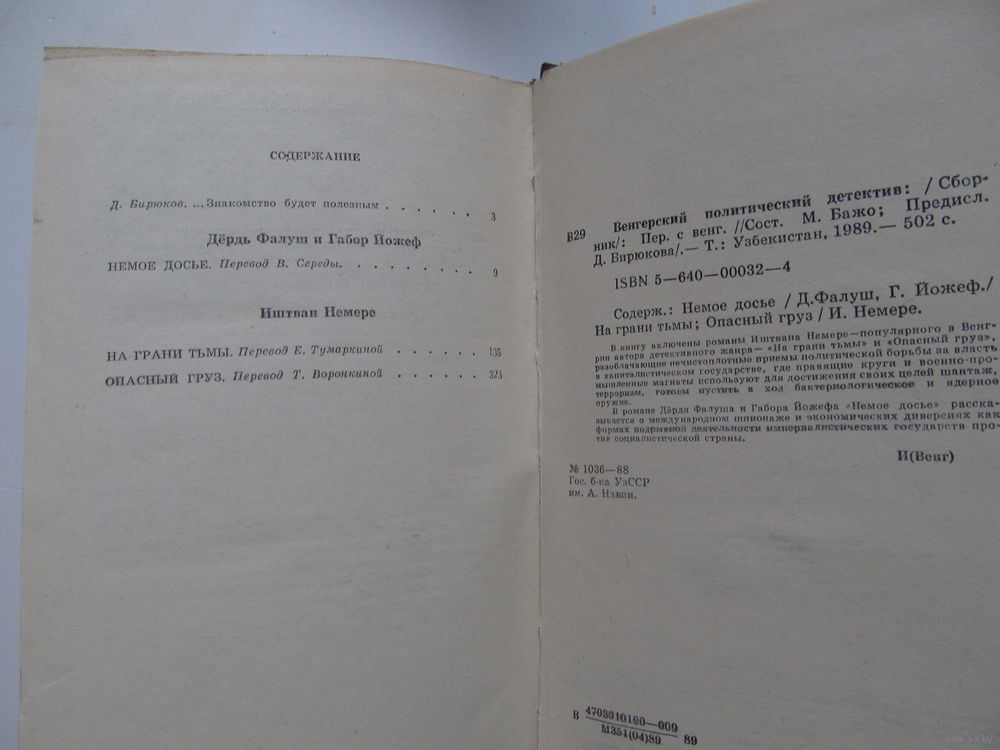 СОДЕРЖАНИЕ
Д. Бирюков. ...Знакомство будет полезным . . . . . . 3
Дёрдь Фалуш и Габор Йожеф
НЕМОЕ ДОСЬЕ. Перевод В. Середы. . . . . . . . . 9
Иштван Немере
НА ГРАНИ ТЬМЫ. Перевод Е. Тумаркиной . . . . . . 135
ОПАСНЫЙ ГРУЗ. Перевод Т. Воронкиной . . . . . . 323
Венгерский политический детектив: / Сбор-
В29 ник/: Пер. с венг. //Сост. М. Бажо; Предисл.
Д. Бирюкова/.— Т.: Узбекистан, 1989.— 502 с.
ISBN 5—640—00032—4
Содерж.: Немое досье / Д.Фалуш, Г. Йожеф./
На грани тьмы; Опасный груз / И. Немере.
В книгу включены романы Иштвана Немере—популярного в Венг-
рии автора детективного жанра— «На грани тьмы» и «Опасный груз»,
разоблачающие нечистоплотные приемы политической борьбы за власть
в капиталистическом государстве, где правящие круги и военно-про-
мышленные магнаты используют для достижения своих целей шантаж,
терроризм, готовы пустить в ход бактериологическое и ядерное
оружие.
В романе Дёрдя Фалуша и Габора Йожефа «Немое досье» расска-
зывается о международном шпионаже и экономических диверсиях как
формах подрывной деятельности империалистических государств про-
тив социалистической страны.
И(Венг)
№ 1036—88
Гос. б-ка УзССР
им. А. Навои.
В 4703010100—009
М351(04)89 89
www.ay.by